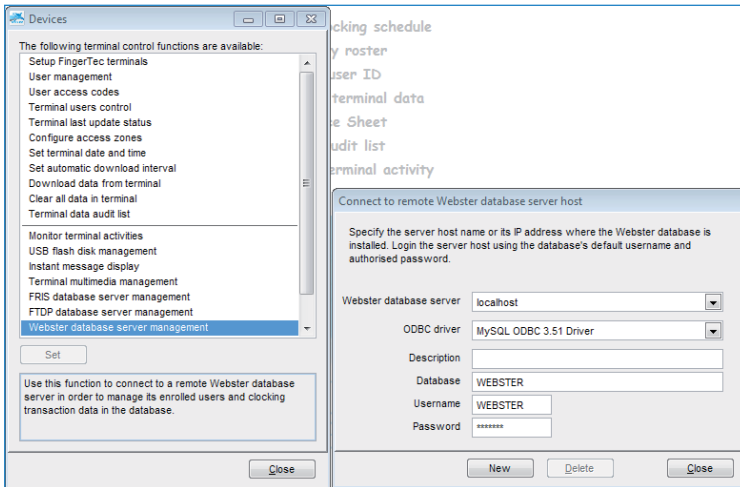 Devices
The following terminal control functions are available:
Setup FingerTec terminals
User management
User access codes
Terminal users control
Terminal last update status
Configure access zones
Set terminal date and time
Set automatic download interval
Download data from terminal
Clear all data in terminal
Terminal data audit list
Monitor terminal activities
USB flash disk management
Instant message display
Terminal multimedia management
FRIS database server management
FTDP database server management
Webster database server management
Set
Use this function to connect to a remote Webster database
server in order to manage its enrolled users and clocking
transaction data in the database.
Close
cking schedule
y roster
user ID
terminal data
e Sheet
udit list
erminal activity
Connect to remote Webster database server host
Specify the server host name or its IP address where the Webster database is
installed. Login the server host using the database's default username and
authorised password.
Webster database server localhost
ODBC driver MySQL ODBC 3.51 Driver
Description
Database WEBSTER
Username WEBSTER
Password *******
New Delete Close